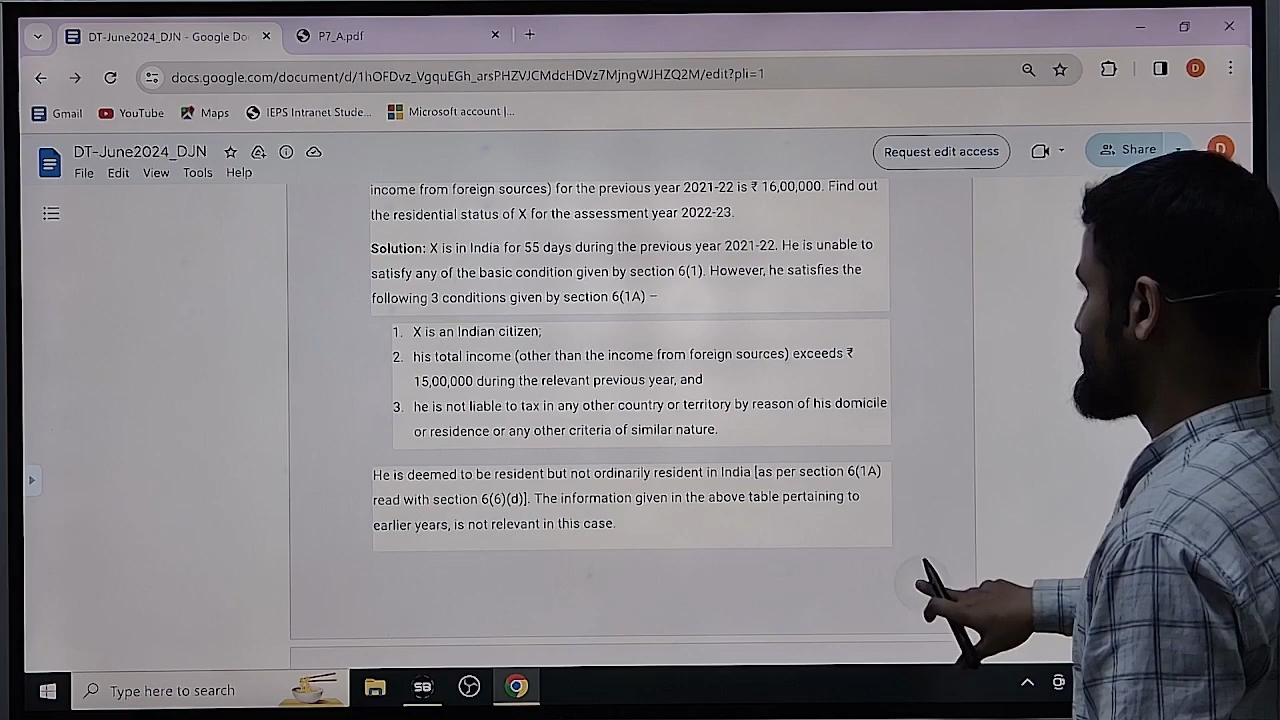 DT-June2024_DJN - Google Do
P7_A.pdf
docs.google.com/document/d/1hOFDvz_VgquEGh_arsPHZVJCMdcHDVz7MjngWJHZQ2M/edit?pli=1
D
Gmail
YouTube
Maps
IEPS Intranet Stude...
Microsoft account |...
DT-June2024_DJN
Request edit access
Share
D
File Edit View Tools Help
income from foreign sources) for the previous year 2021-22 is ₹ 16,00,000. Find out
the residential status of X for the assessment year 2022-23.
Solution: X is in India for 55 days during the previous year 2021-22. He is unable to
satisfy any of the basic condition given by section 6(1). However, he satisfies the
following 3 conditions given by section 6(1A) –
1. X is an Indian citizen;
2. his total income (other than the income from foreign sources) exceeds ₹
15,00,000 during the relevant previous year, and
3. he is not liable to tax in any other country or territory by reason of his domicile
or residence or any other criteria of similar nature.
He is deemed to be resident but not ordinarily resident in India [as per section 6(1A)
read with section 6(6)(d)]. The information given in the above table pertaining to
earlier years, is not relevant in this case.
Type here to search
SB